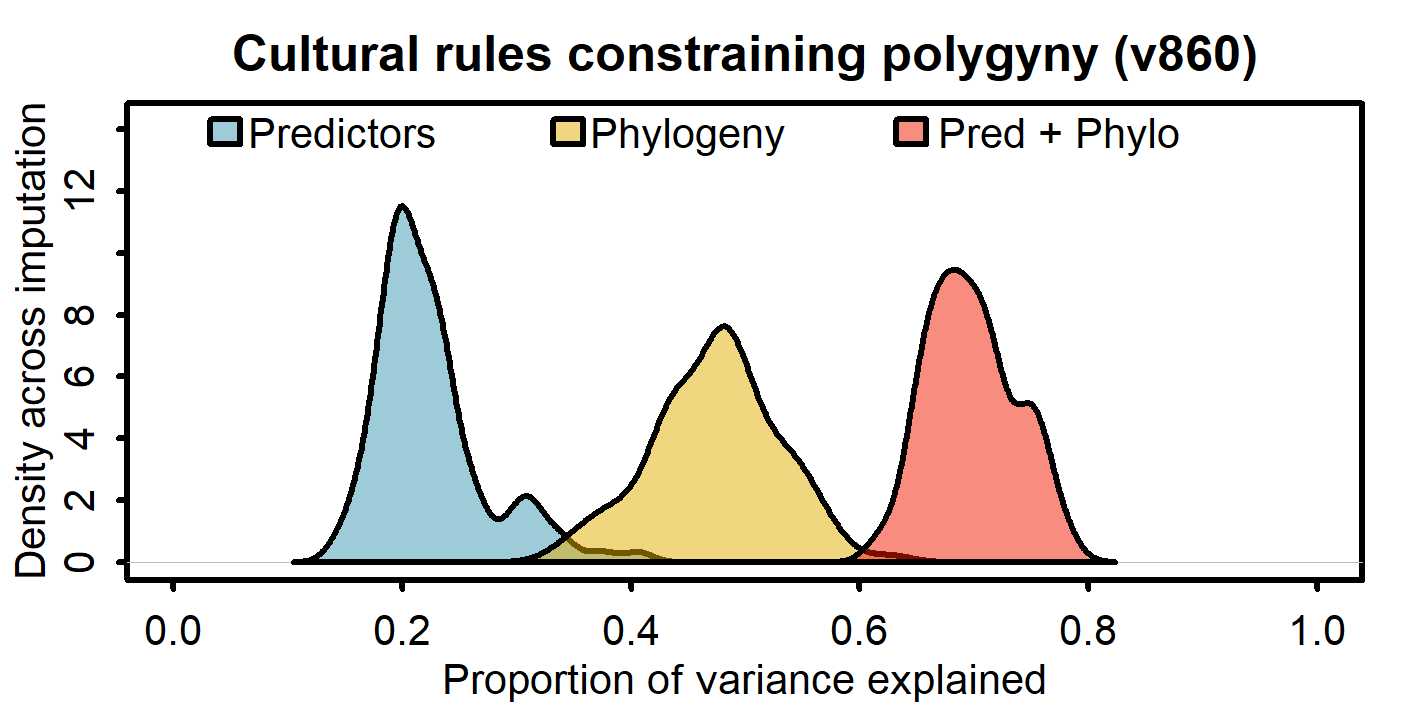 Cultural rules constraining polygyny (v860)
Predictors Phylogeny Pred + Phylo
Density across imputation
12
8
6
4
2
0
0.0 0.2 0.4 0.6 0.8 1.0
Proportion of variance explained